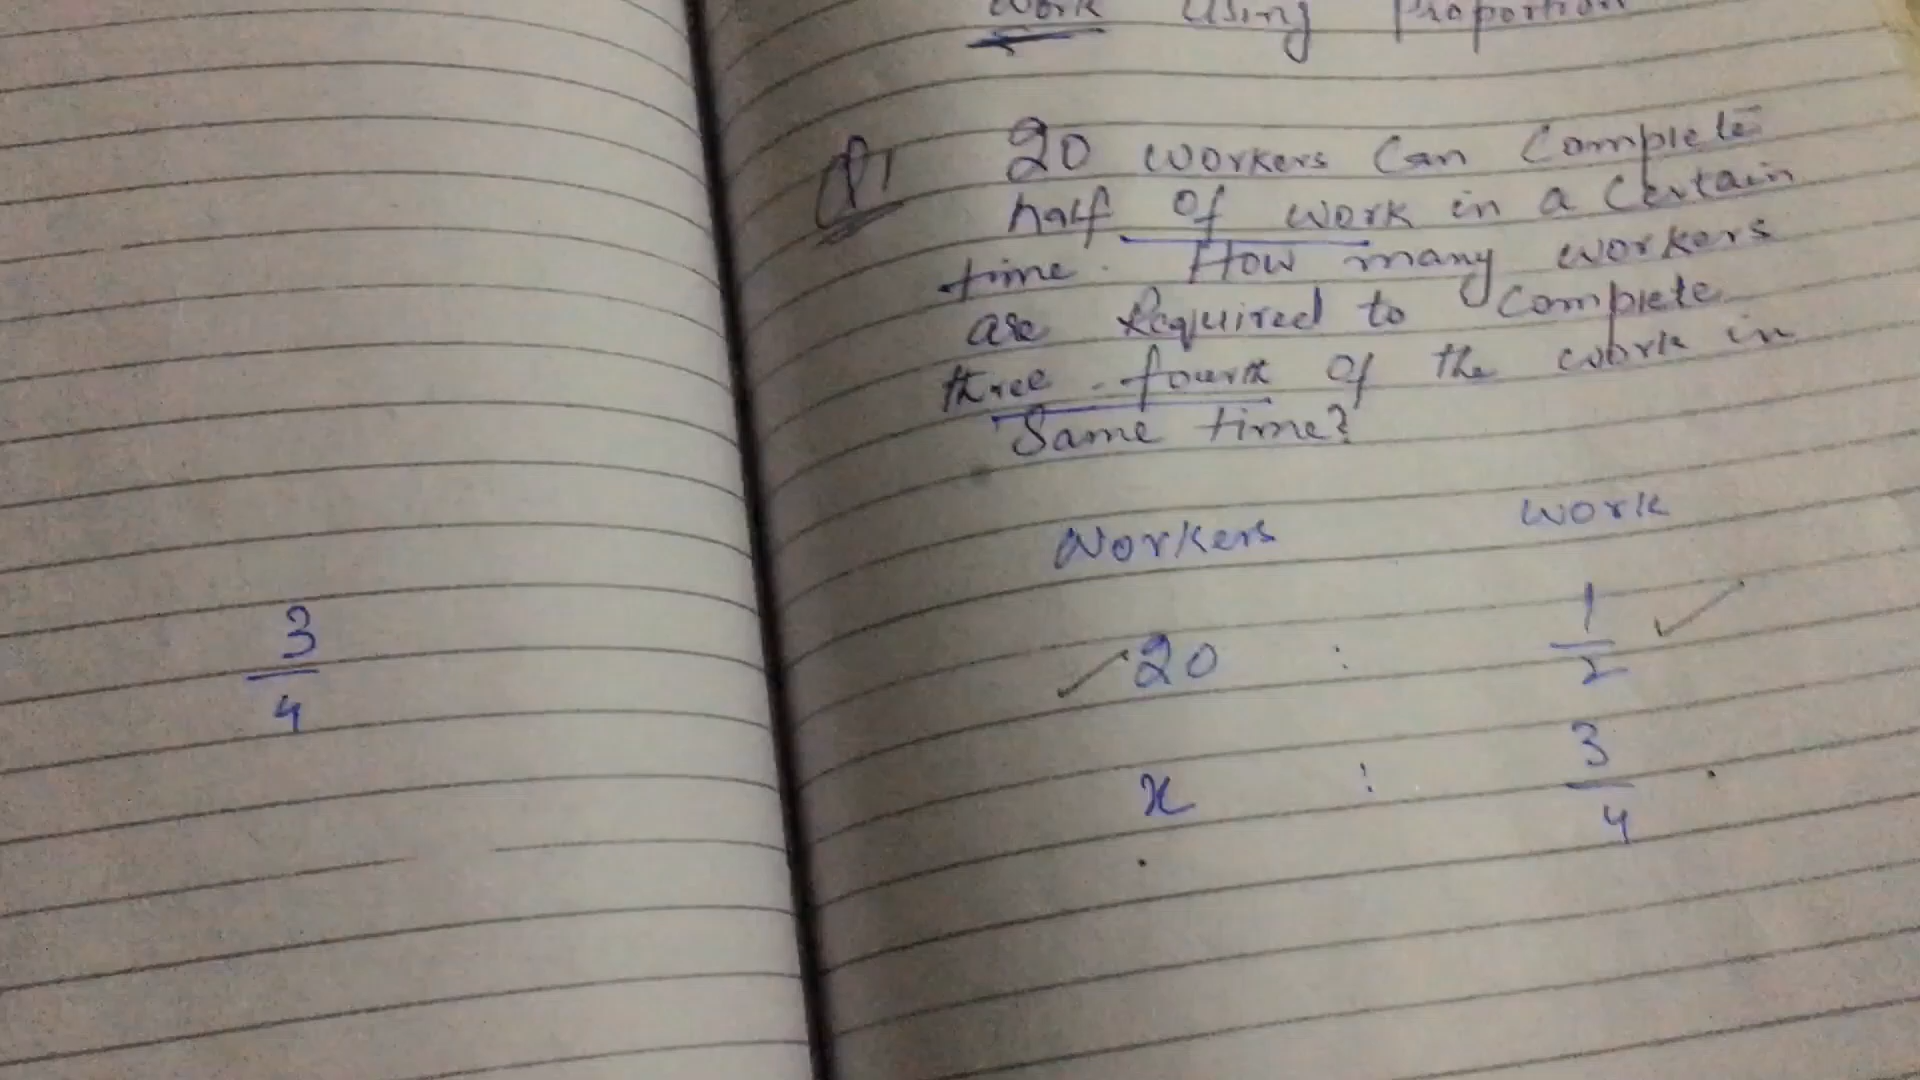 Work Using Proportion
Q1 20 workers Can Complete
half of work in a Certain
time. How many workers
are Required to Complete
three-fourth of the work in
Same time?
Workers Work
20 : 1/2
x : 3/4
3/4